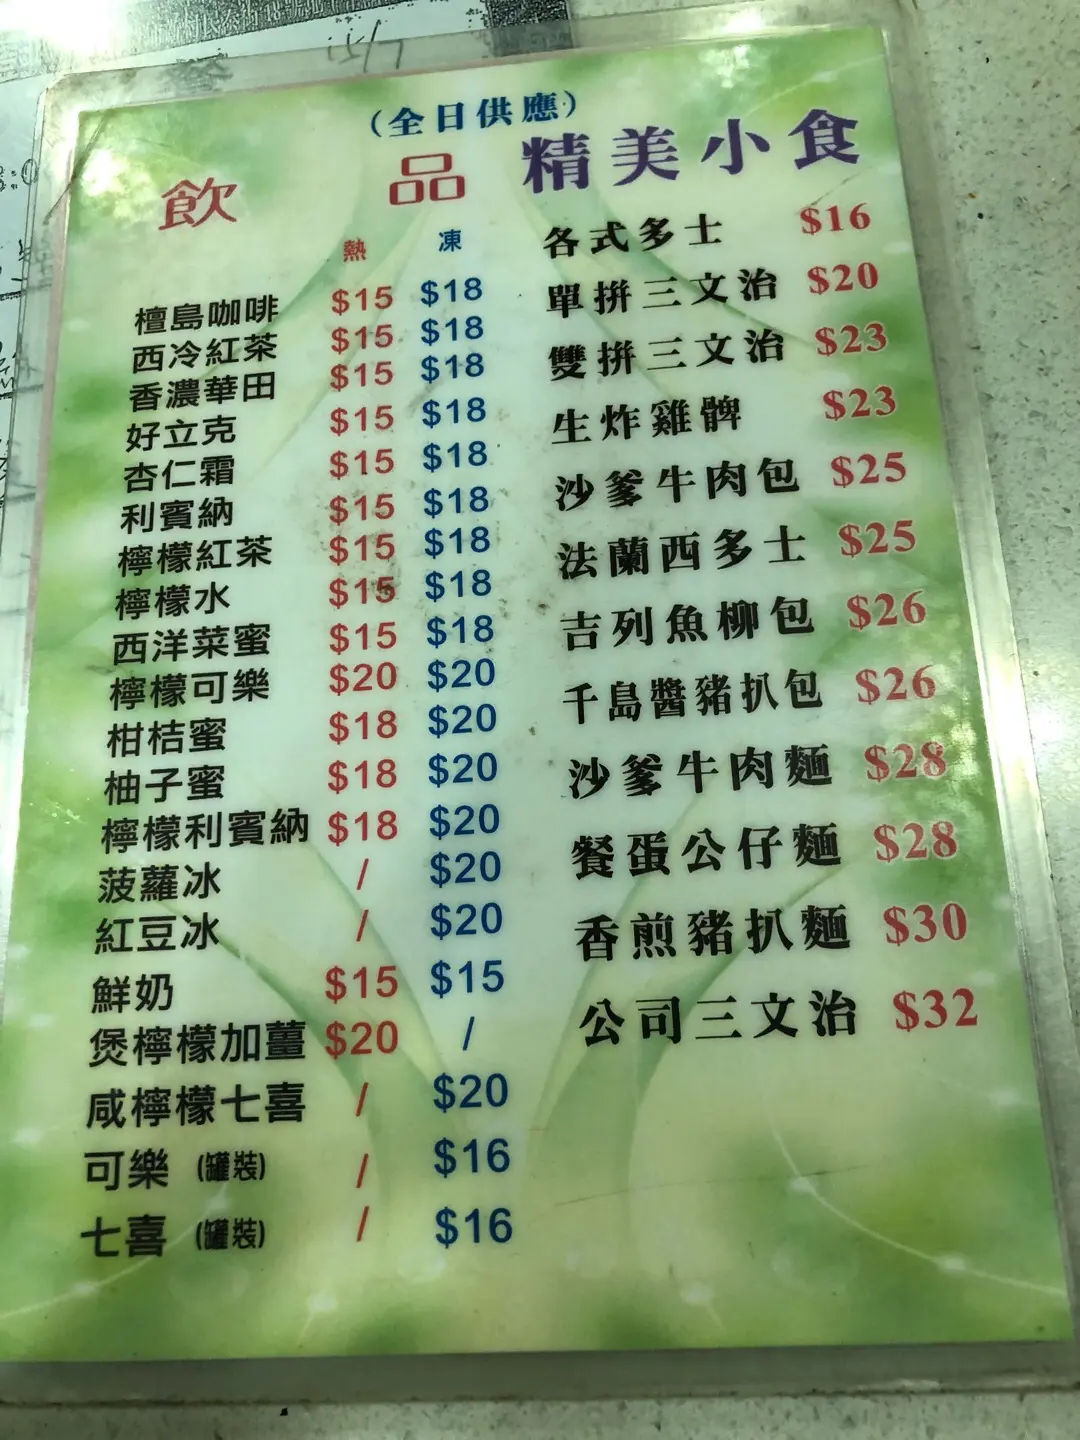 15/7
(全日供應)
飲品
熱 凍
檀島咖啡 $15 $18
西冷紅茶 $15 $18
香濃華田 $15 $18
好立克 $15 $18
杏仁霜 $15 $18
利賓納 $15 $18
檸檬紅茶 $15 $18
檸檬水 $15 $18
西洋菜蜜 $15 $18
檸檬可樂 $20 $20
柑桔蜜 $18 $20
柚子蜜 $18 $20
檸檬利賓納 $18 $20
菠蘿冰 / $20
紅豆冰 / $20
鮮奶 $15 $15
煲檸檬加薑 $20 /
咸檸檬七喜 / $20
可樂 (罐裝) / $16
七喜 (罐裝) / $16
精美小食
各式多士 $16
單拼三文治 $20
雙拼三文治 $23
生炸雞髀 $23
沙爹牛肉包 $25
法蘭西多士 $25
吉列魚柳包 $26
千島醬豬扒包 $26
沙爹牛肉麵 $28
餐蛋公仔麵 $28
香煎豬扒麵 $30
公司三文治 $32